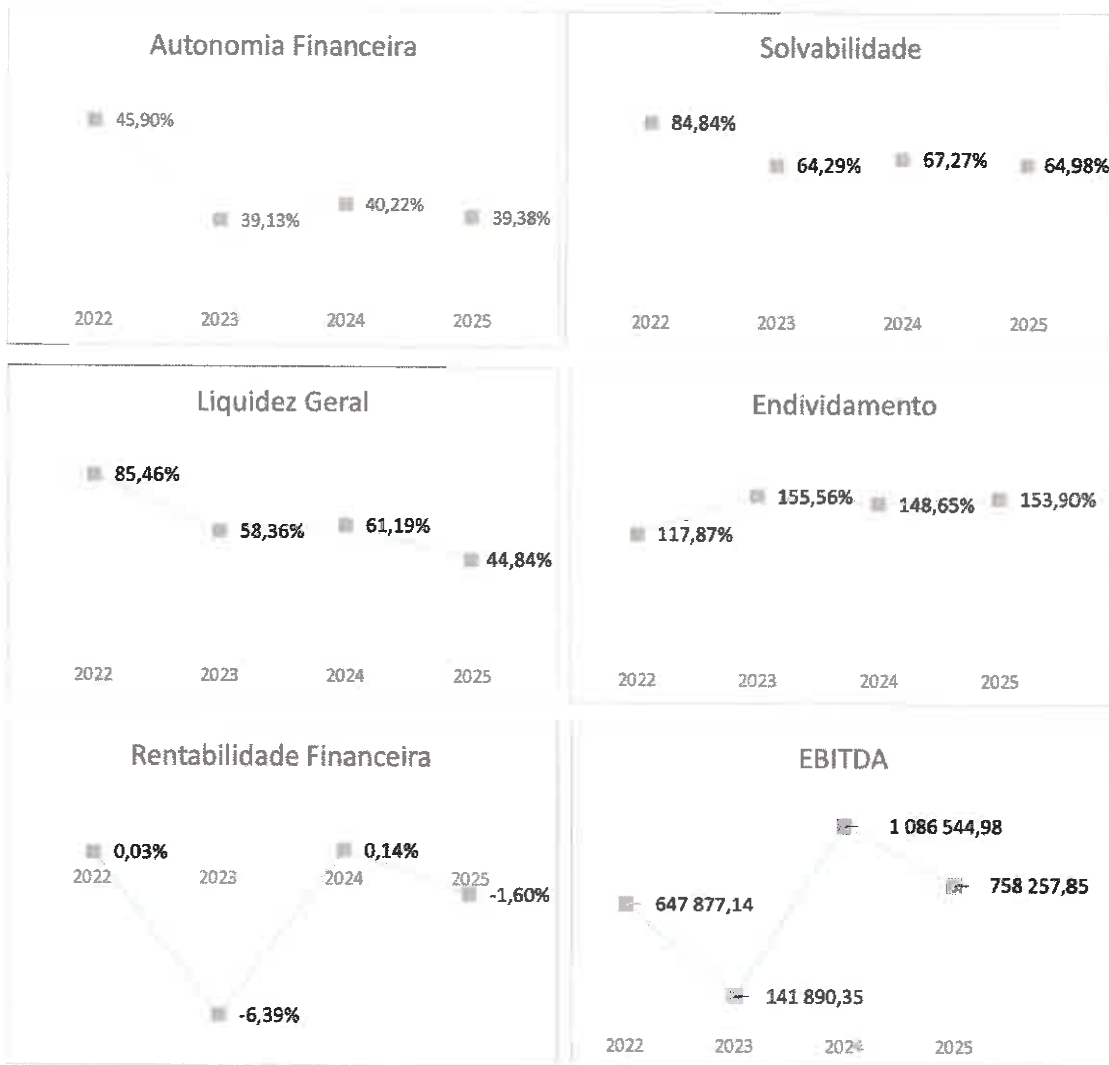 Autonomia Financeira
45,90%
39,13%
40,22%
39,38%
2022 2023 2024 2025
Solvabilidade
84,84%
64,29%
67,27%
64,98%
2022 2023 2024 2025
Liquidez Geral
85,46%
58,36%
61,19%
44,84%
2022 2023 2024 2025
Endividamento
117,87%
155,56%
148,65%
153,90%
2022 2023 2024 2025
Rentabilidade Financeira
0,03%
-6,39%
0,14%
-1,60%
2022 2023 2024 2025
EBITDA
647 877,14
141 890,35
1 086 544,98
758 257,85
2022 2023 2024 2025